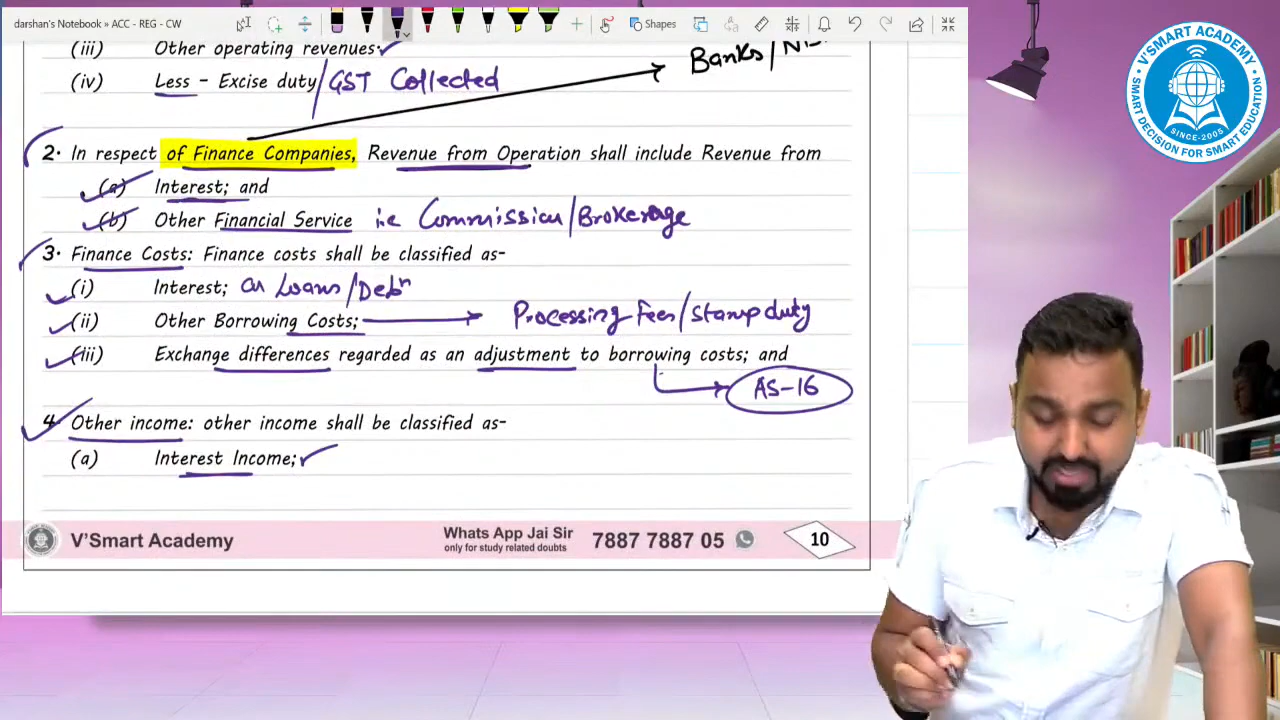 darshan's Notebook » ACC - REG - CW
Shapes
(iii) Other operating revenues.
Banks/
(iv) Less - Excise duty/GST Collected
2. In respect of Finance Companies, Revenue from Operation shall include Revenue from
(a) Interest; and
(b) Other Financial Service i.e Commission/Brokerage
3. Finance Costs: Finance costs shall be classified as-
(i) Interest; on Loans/Debn
(ii) Other Borrowing Costs; Processing Fees/Stamp duty
(iii) Exchange differences regarded as an adjustment to borrowing costs; and
AS-16
4. Other income: other income shall be classified as-
(a) Interest Income;
V'Smart Academy
Whats App Jai Sir
only for study related doubts
7887 7887 05
10
V'SMART ACADEMY
SINCE-2005
SMART DECISION FOR SMART EDUCATION